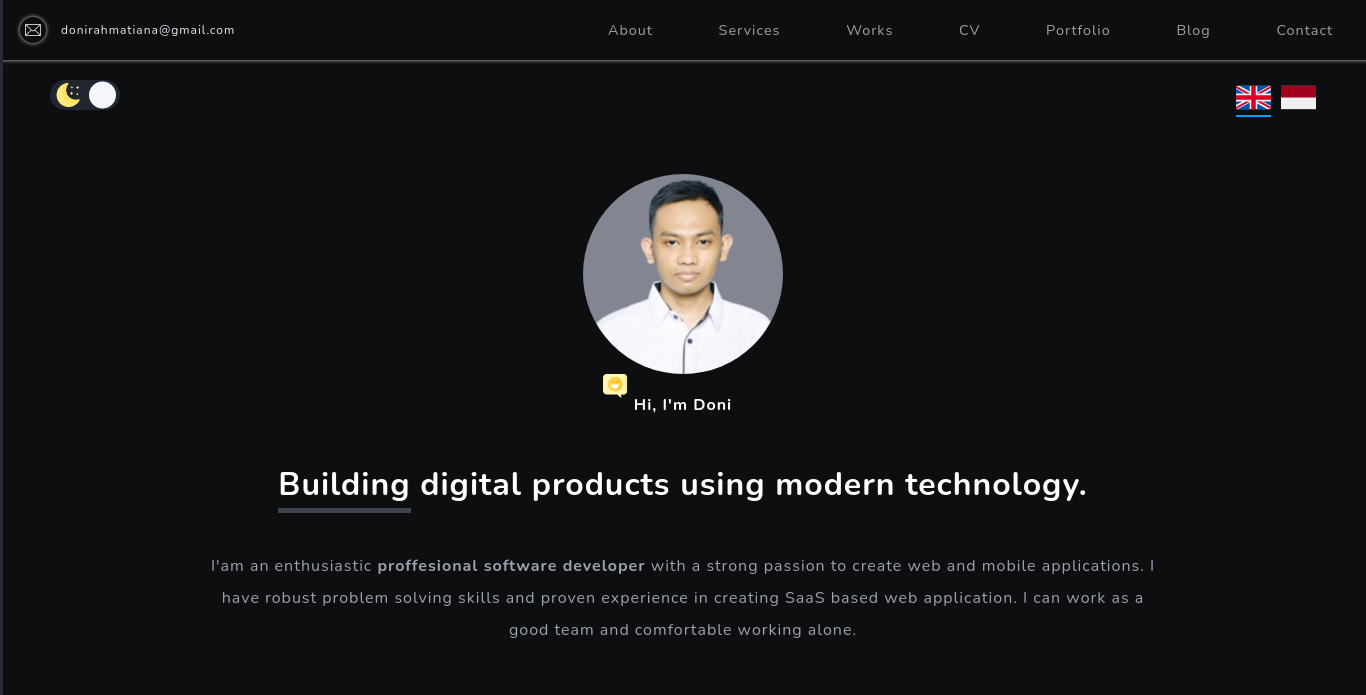 donirahmatiana@gmail.com
About Services Works CV Portfolio Blog Contact
Hi, I'm Doni
Building digital products using modern technology.
I'am an enthusiastic proffesional software developer with a strong passion to create web and mobile applications. I
have robust problem solving skills and proven experience in creating SaaS based web application. I can work as a
good team and comfortable working alone.